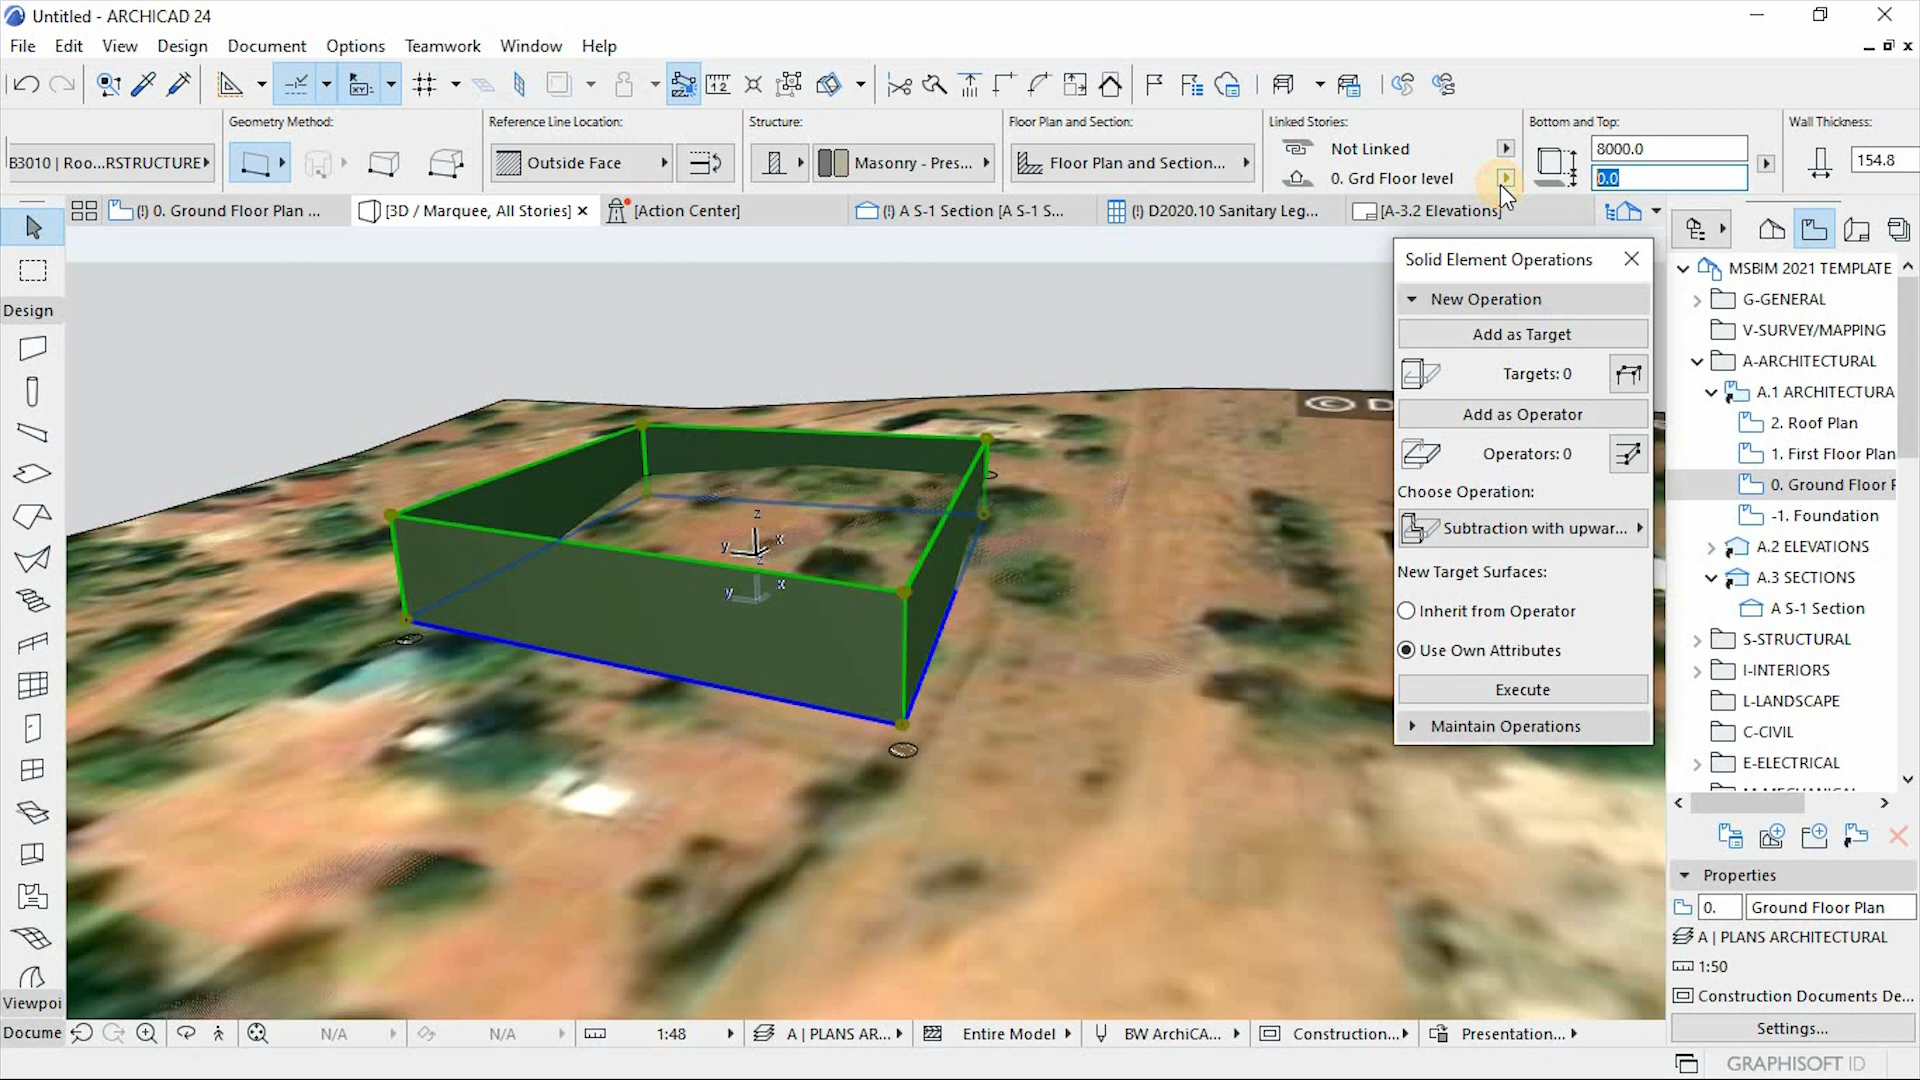 Untitled - ARCHICAD 24
File Edit View Design Document Options Teamwork Window Help
Geometry Method:
Reference Line Location:
Structure:
Floor Plan and Section:
Linked Stories:
Bottom and Top:
Wall Thickness:
B3010 | Roo...RSTRUCTURE
Outside Face
Masonry - Pres...
Floor Plan and Section...
Not Linked
0. Grd Floor level
8000.0
0.0
154.8
(!) 0. Ground Floor Plan ...
[3D / Marquee, All Stories]
[Action Center]
(!) A S-1 Section [A S-1 S...
(!) D2020.10 Sanitary Leg...
[A-3.2 Elevations]
Design
Viewpoi
Docume
Solid Element Operations
New Operation
Add as Target
Targets: 0
Add as Operator
Operators: 0
Choose Operation:
Subtraction with upwar...
New Target Surfaces:
Inherit from Operator
Use Own Attributes
Execute
Maintain Operations
MSBIM 2021 TEMPLATE
G-GENERAL
V-SURVEY/MAPPING
A-ARCHITECTURAL
A.1 ARCHITECTURA
2. Roof Plan
1. First Floor Plan
0. Ground Floor P
-1. Foundation
A.2 ELEVATIONS
A.3 SECTIONS
A S-1 Section
S-STRUCTURAL
I-INTERIORS
L-LANDSCAPE
C-CIVIL
E-ELECTRICAL
Properties
0. Ground Floor Plan
A | PLANS ARCHITECTURAL
1:50
Construction Documents De...
Settings...
© D
z
y x
z
y x
N/A
N/A
1:48
A | PLANS AR...
Entire Model
BW ArchiCA...
Construction...
Presentation...
GRAPHISOFT ID